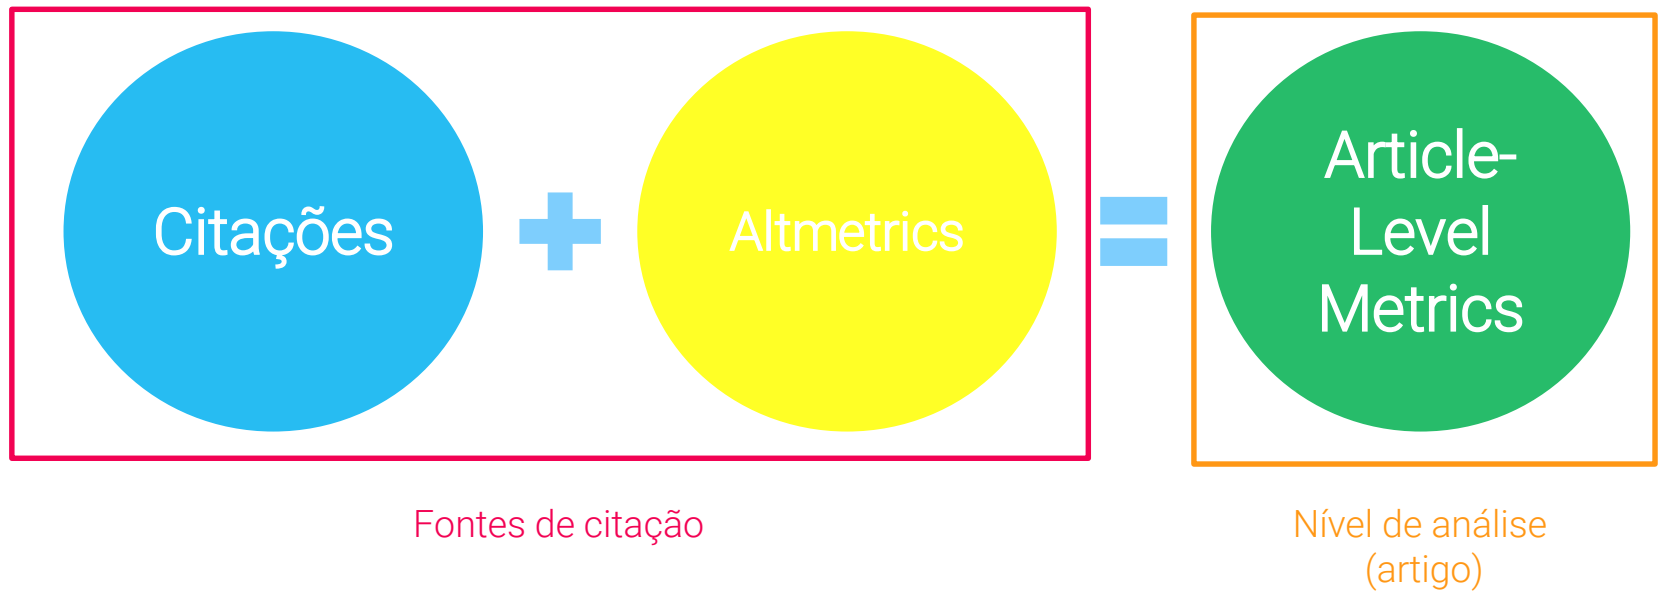 Citações
Altmetrics
Article-
Level
Metrics
Fontes de citação
Nível de análise
(artigo)